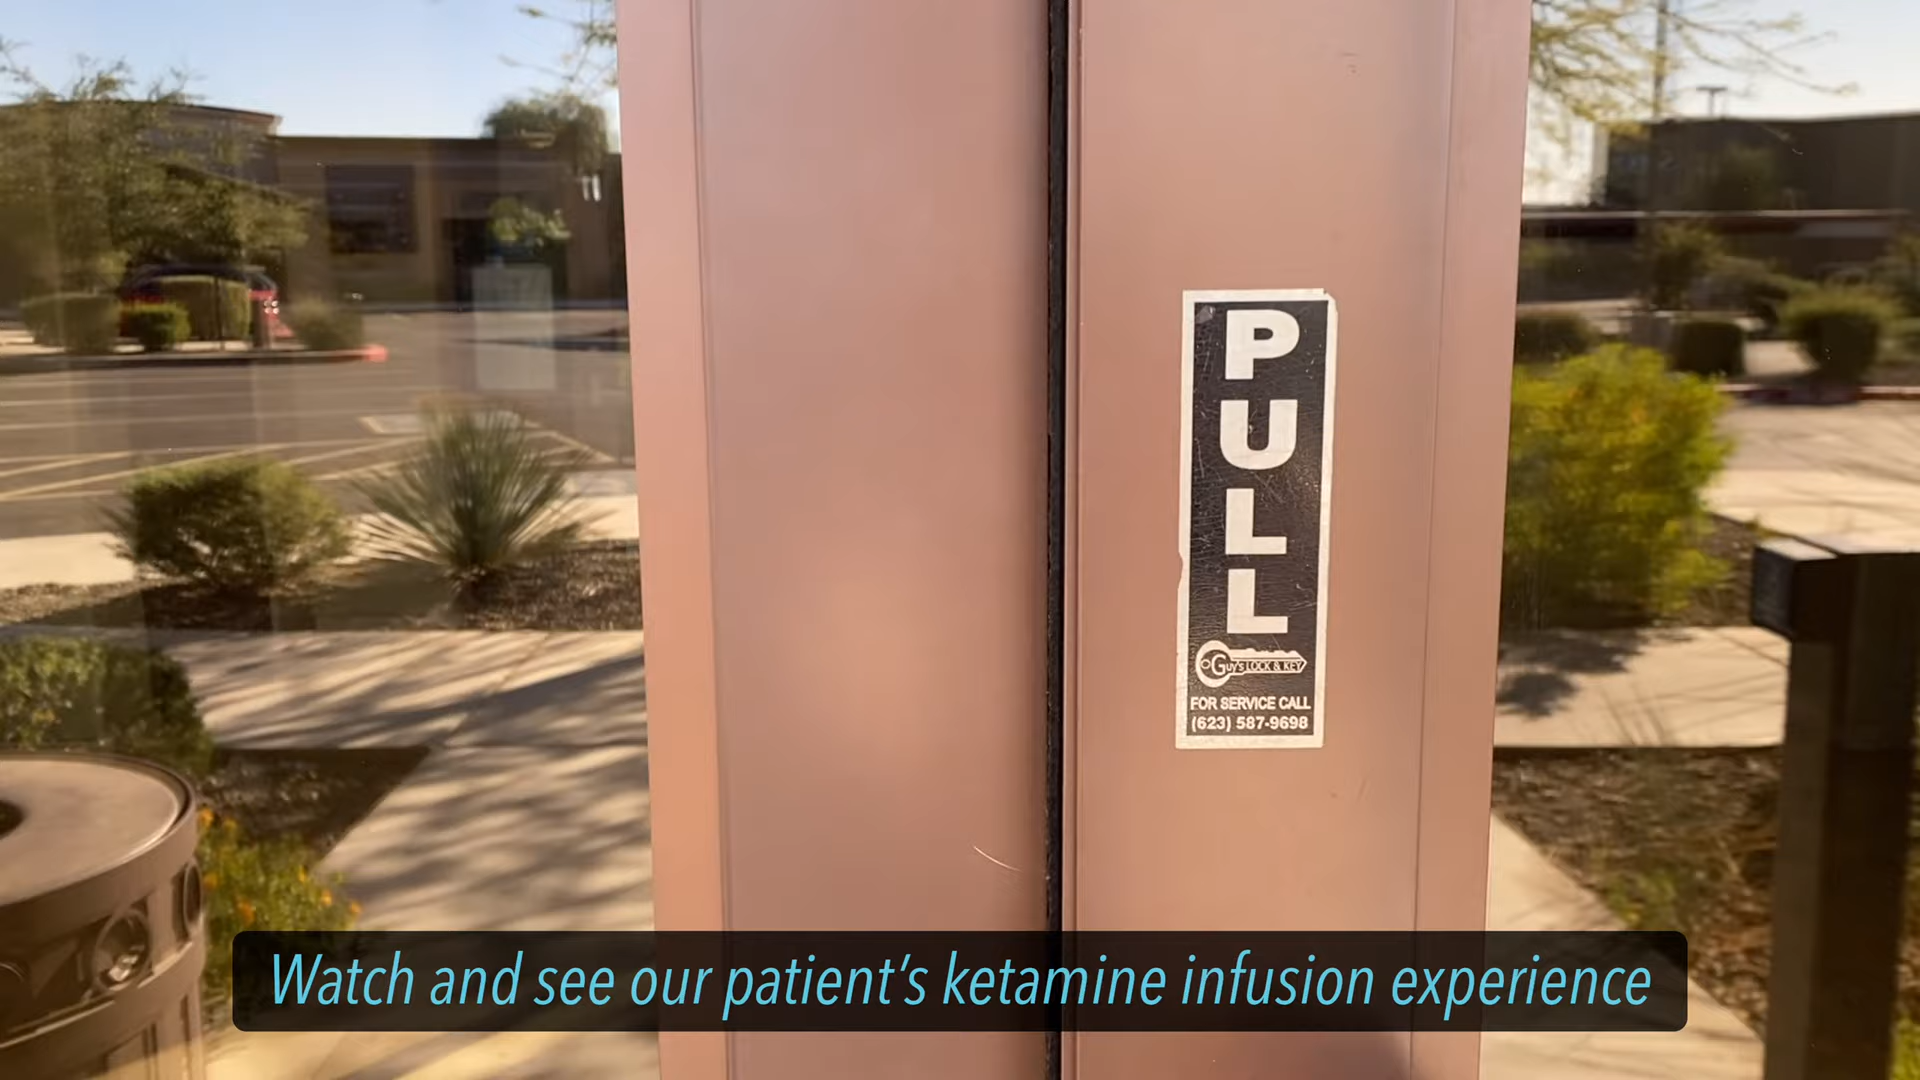 PULL
Guy's LOCK & KEY
FOR SERVICE CALL
(623) 587-9698
Watch and see our patient's ketamine infusion experience